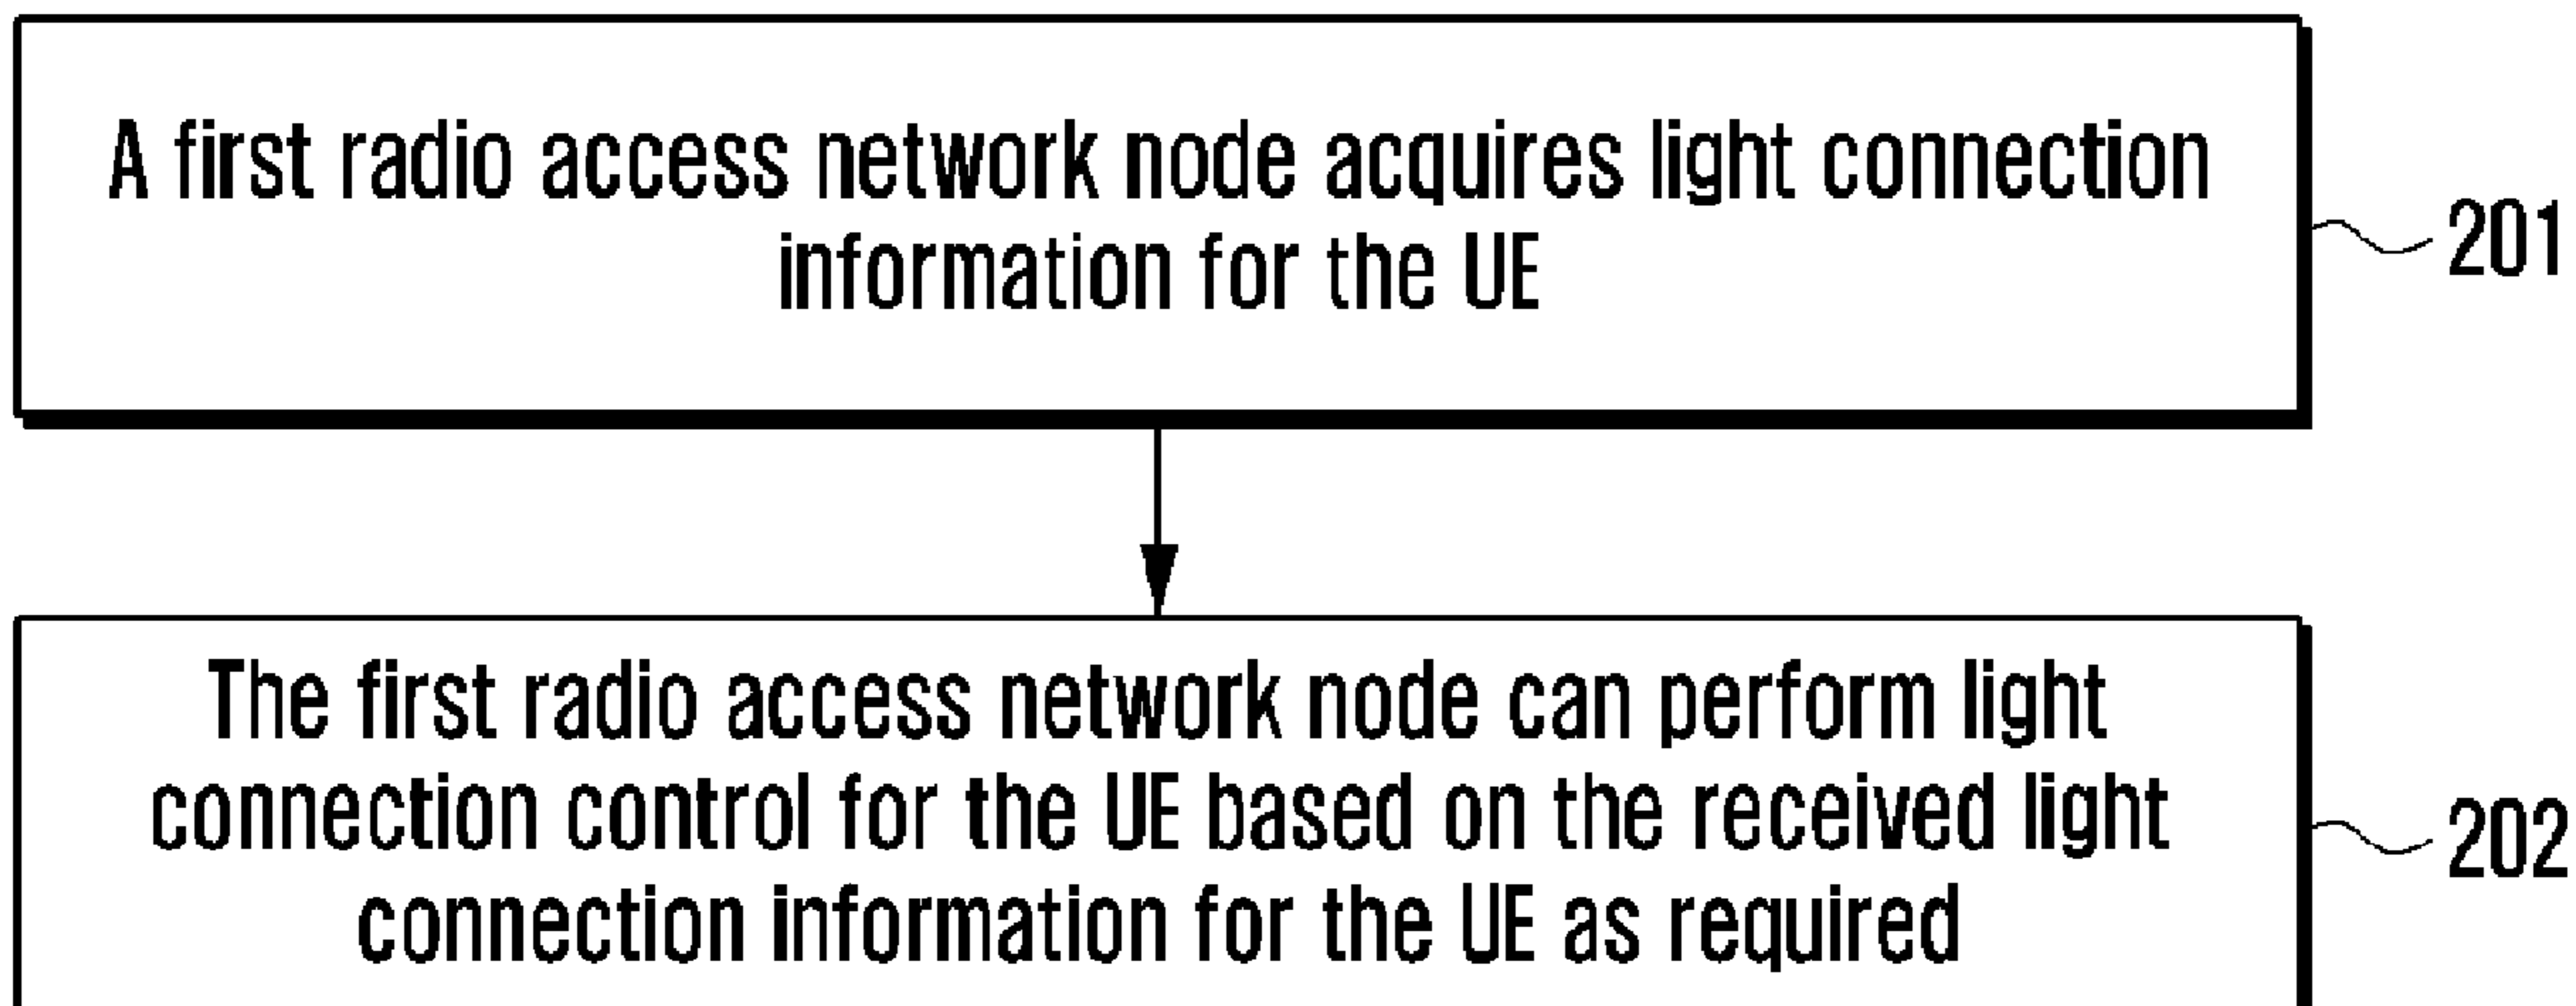 A first radio access network node acquires light connection
information for the UE
201
The first radio access network node can perform light
connection control for the UE based on the received light
connection information for the UE as required
202